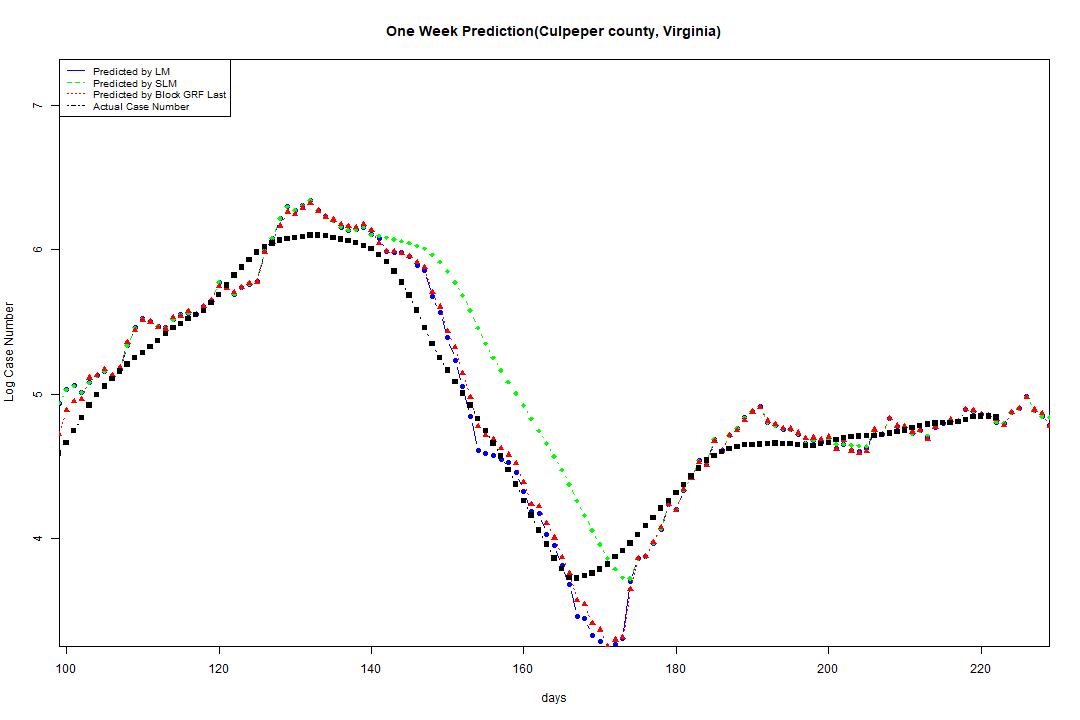 One Week Prediction(Culpeper county, Virginia)
Predicted by LM
Predicted by SLM
Predicted by Block GRF Last
Actual Case Number
7
6
5
4
Log Case Number
100 120 140 160 180 200 220
days